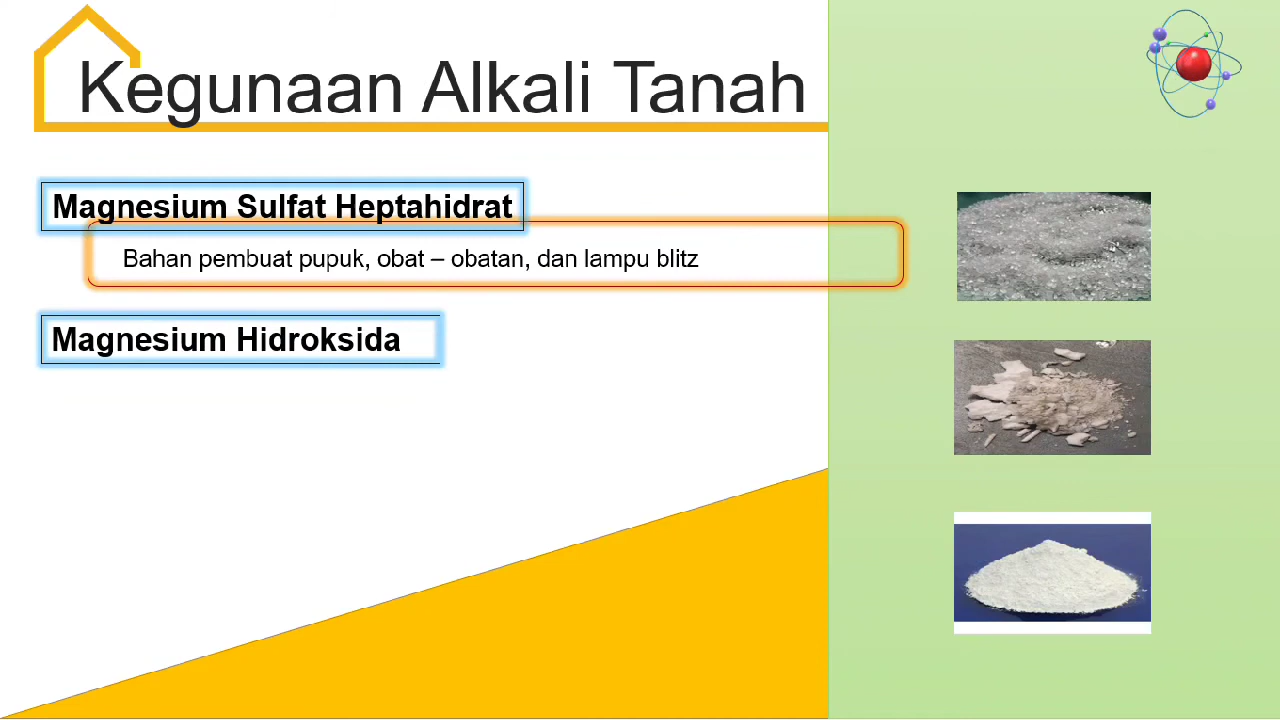 Kegunaan Alkali Tanah
Magnesium Sulfat Heptahidrat
Bahan pembuat pupuk, obat – obatan, dan lampu blitz
Magnesium Hidroksida